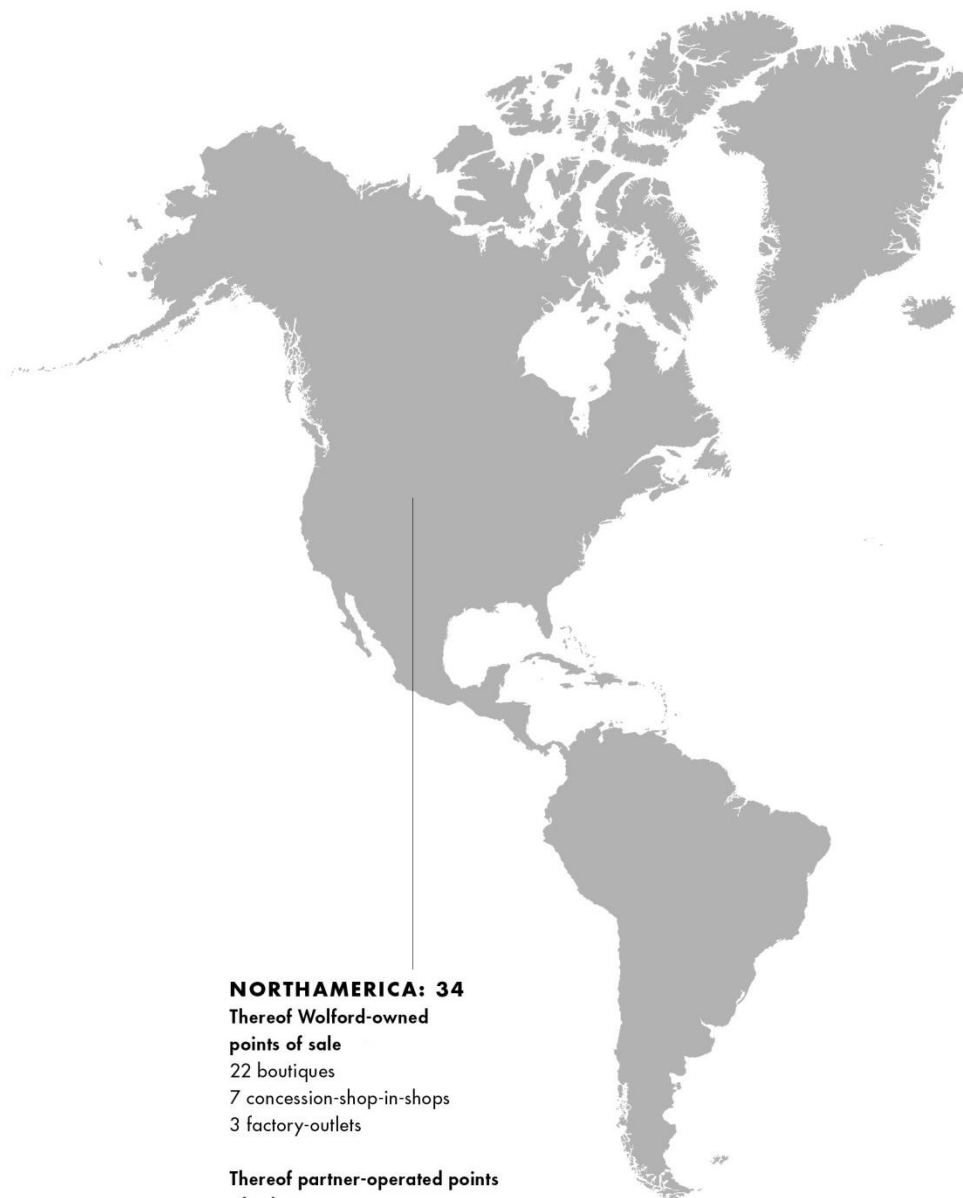 NORTHAMERICA: 34
Thereof Wolford-owned
points of sale
22 boutiques
7 concession-shop-in-shops
3 factory-outlets
Thereof partner-operated points